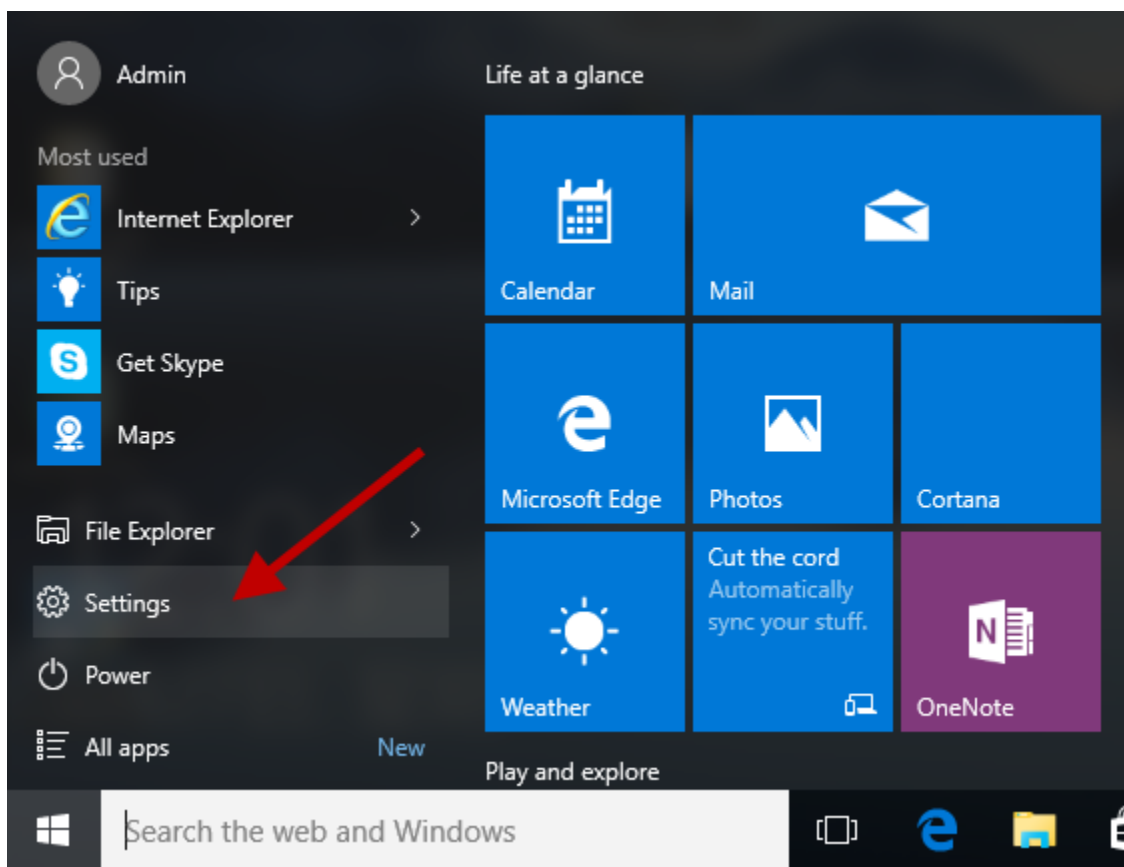 Admin
Most used
Internet Explorer
Tips
Get Skype
Maps
File Explorer
Settings
Power
All apps New
Life at a glance
Calendar
Mail
Microsoft Edge
Photos
Cortana
Weather
Cut the cord
Automatically
sync your stuff.
OneNote
Play and explore
Search the web and Windows